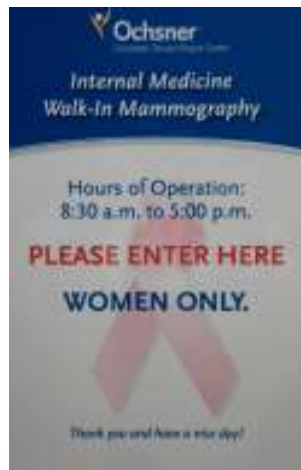 Ochsner
Internal Medicine
Walk-In Mammography
Hours of Operation:
8:30 a.m. to 5:00 p.m.
PLEASE ENTER HERE
WOMEN ONLY.
Thank you and have a nice day!